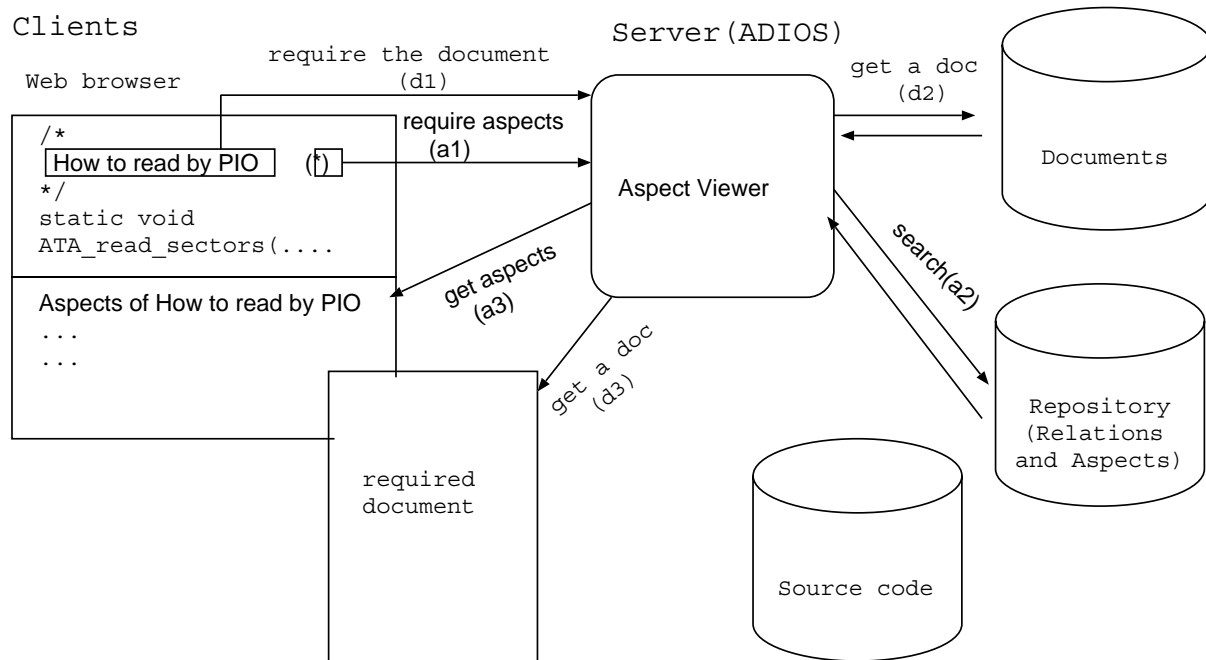 Clients
Server(ADIOS)
require the document
(d1)
get a doc
(d2)
Web browser
/*
How to read by PIO (*)
*/
static void
ATA_read_sectors(....
require aspects
(a1)
Aspect Viewer
Documents
search(a2)
get aspects
(a3)
Aspects of How to read by PIO
...
...
get a doc
(d3)
Repository
(Relations
and Aspects)
required
document
Source code